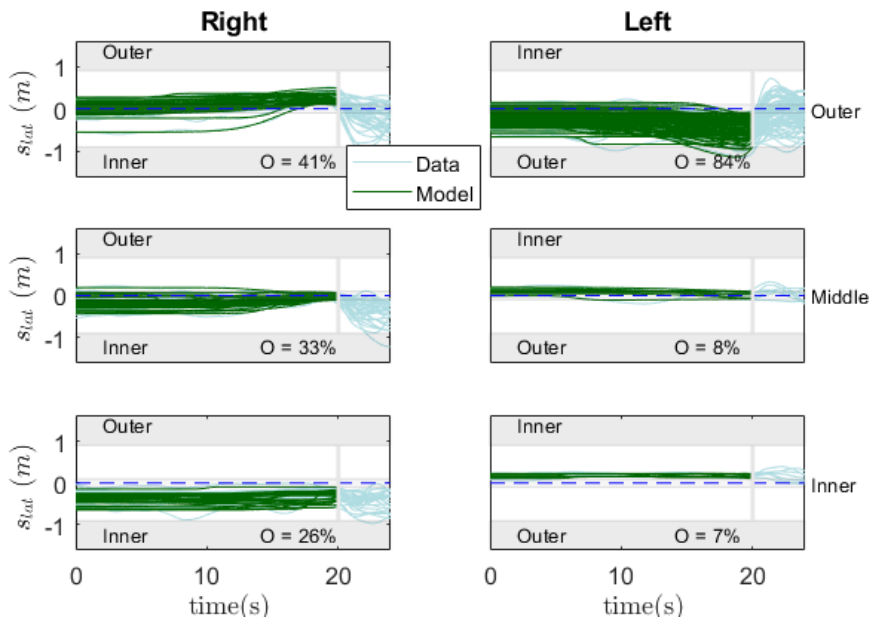 Right
Left
Outer
Inner
1
0
-1
s_lat (m)
Inner
O = 41%
Outer
O = 84%
Outer
Data
Model
Outer
Inner
1
0
-1
s_lat (m)
Inner
O = 33%
Outer
O = 8%
Middle
Outer
Inner
1
0
-1
s_lat (m)
Inner
O = 26%
Outer
O = 7%
Inner
0
10
20
0
10
20
time(s)
time(s)